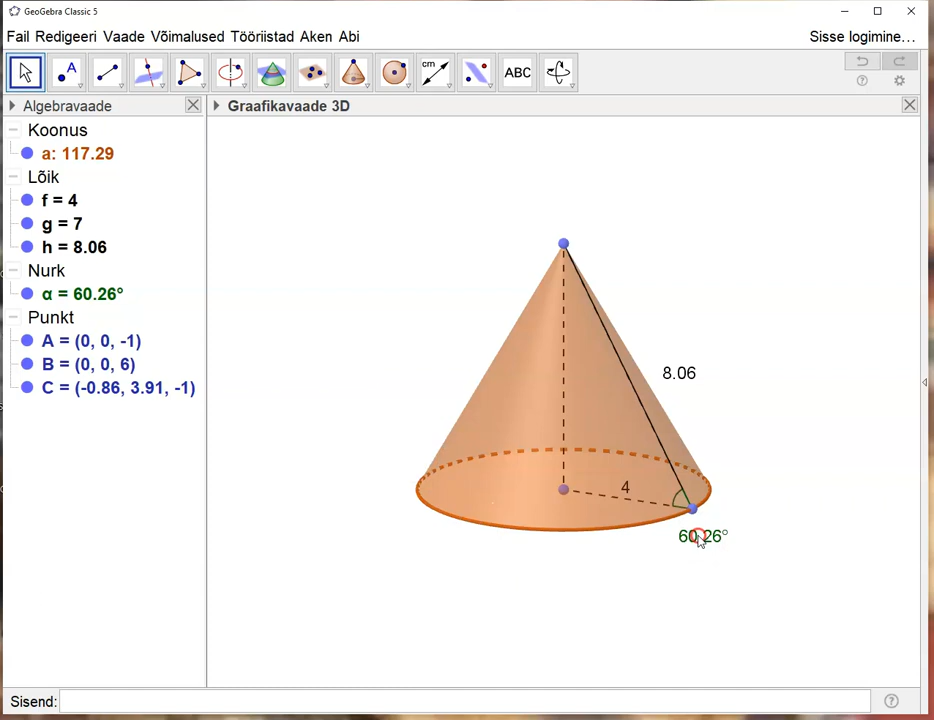 GeoGebra Classic 5
Fail Redigeeri Vaade Võimalused Tööriistad Aken Abi
Sisse logimine...
A
cm
ABC
Algebravaade
Graafikavaade 3D
Koonus
a: 117.29
Lõik
f = 4
g = 7
h = 8.06
Nurk
α = 60.26°
Punkt
A = (0, 0, -1)
B = (0, 0, 6)
C = (-0.86, 3.91, -1)
8.06
4
60.26°
Sisend: